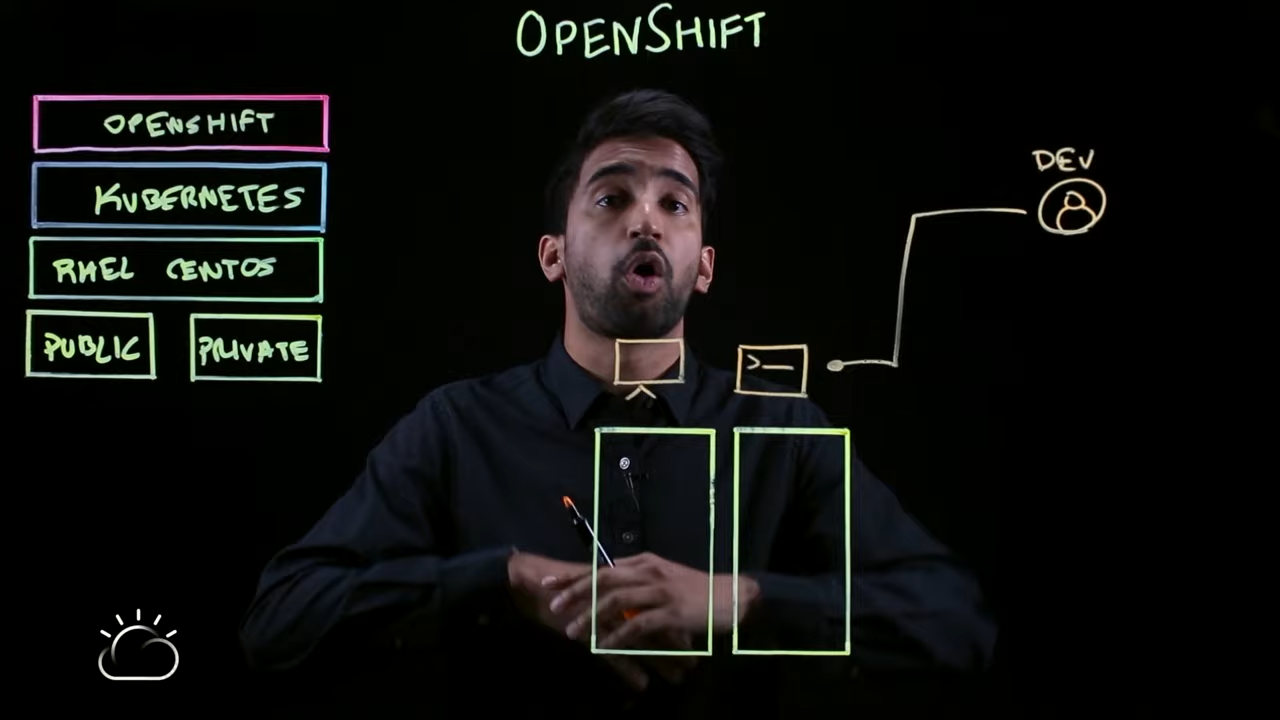 OPENSHIFT
OPENSHIFT
KUBERNETES
RHEL CENTOS
PUBLIC PRIVATE
DEV
>—